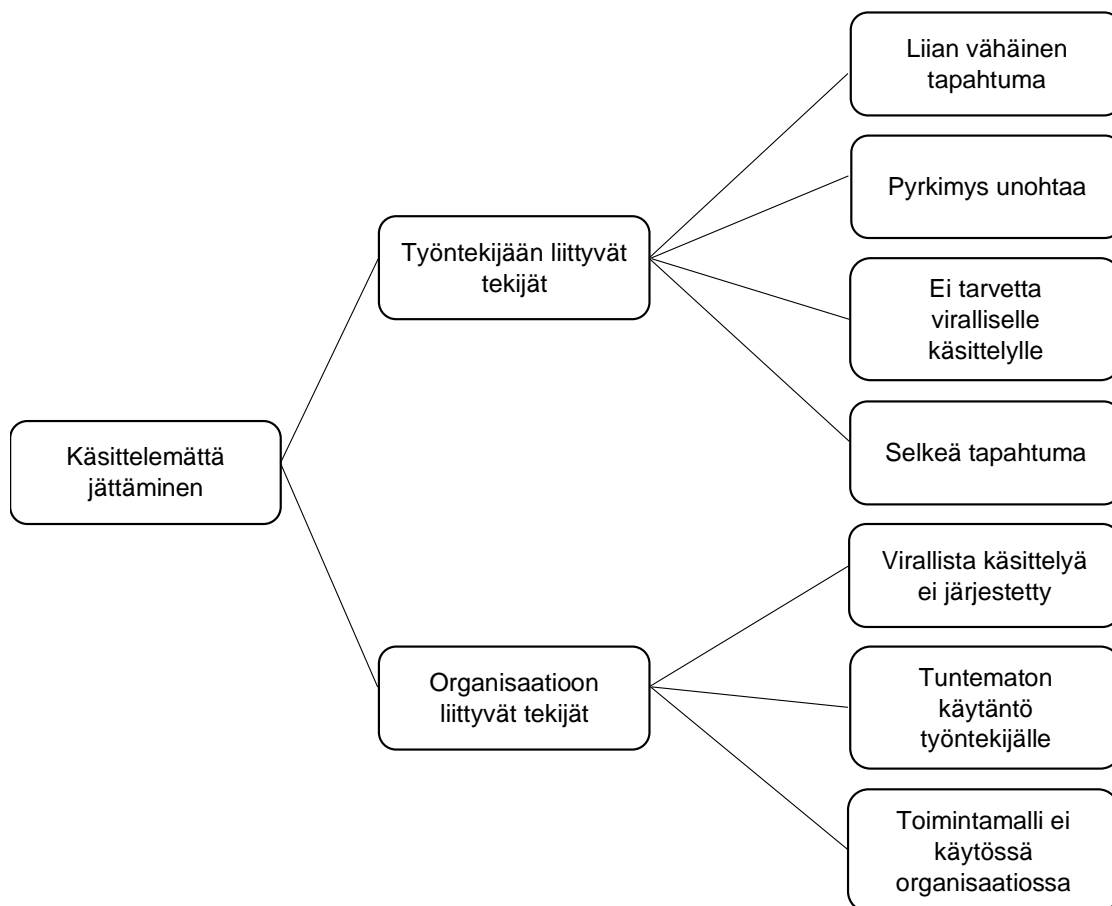 Käsittelemättä
jättäminen
Työntekijään liittyvät
tekijät
Liian vähäinen
tapahtuma
Pyrkimys unohtaa
Ei tarvetta
viralliselle
käsittelylle
Selkeä tapahtuma
Organisaatioon
liittyvät tekijät
Virallista käsittelyä
ei järjestetty
Tuntematon
käytäntö
työntekijälle
Toimintamalli ei
käytössä
organisaatiossa